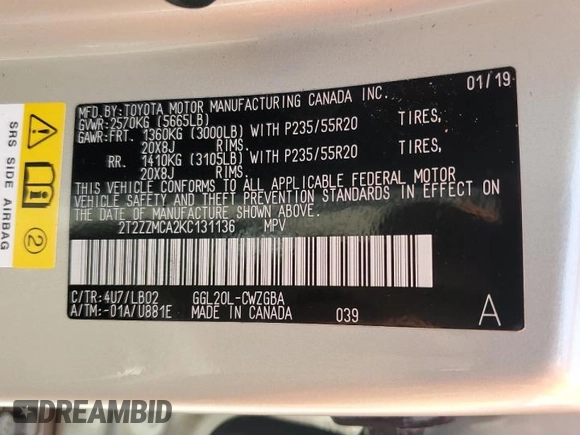 MFD.BY:TOYOTA MOTOR MANUFACTURING CANADA INC. 01/19
GVWR:2570KG (5665LB)
GAWR:FRT. 1360KG (3000LB) WITH P235/55R20 TIRES,
20X8J RIMS.
RR. 1410KG (3105LB) WITH P235/55R20 TIRES,
20X8J RIMS.
THIS VEHICLE CONFORMS TO ALL APPLICABLE FEDERAL MOTOR
VEHICLE SAFETY AND THEFT PREVENTION STANDARDS IN EFFECT ON
THE DATE OF MANUFACTURE SHOWN ABOVE.
2T2ZZMCA2KC131136 MPV
C/TR:4U7/LB02 GGL20L-CWZGBA
A/TM:-01A/U881E MADE IN CANADA 039 A
SRS SIDE AIRBAG
2
DREAMBID